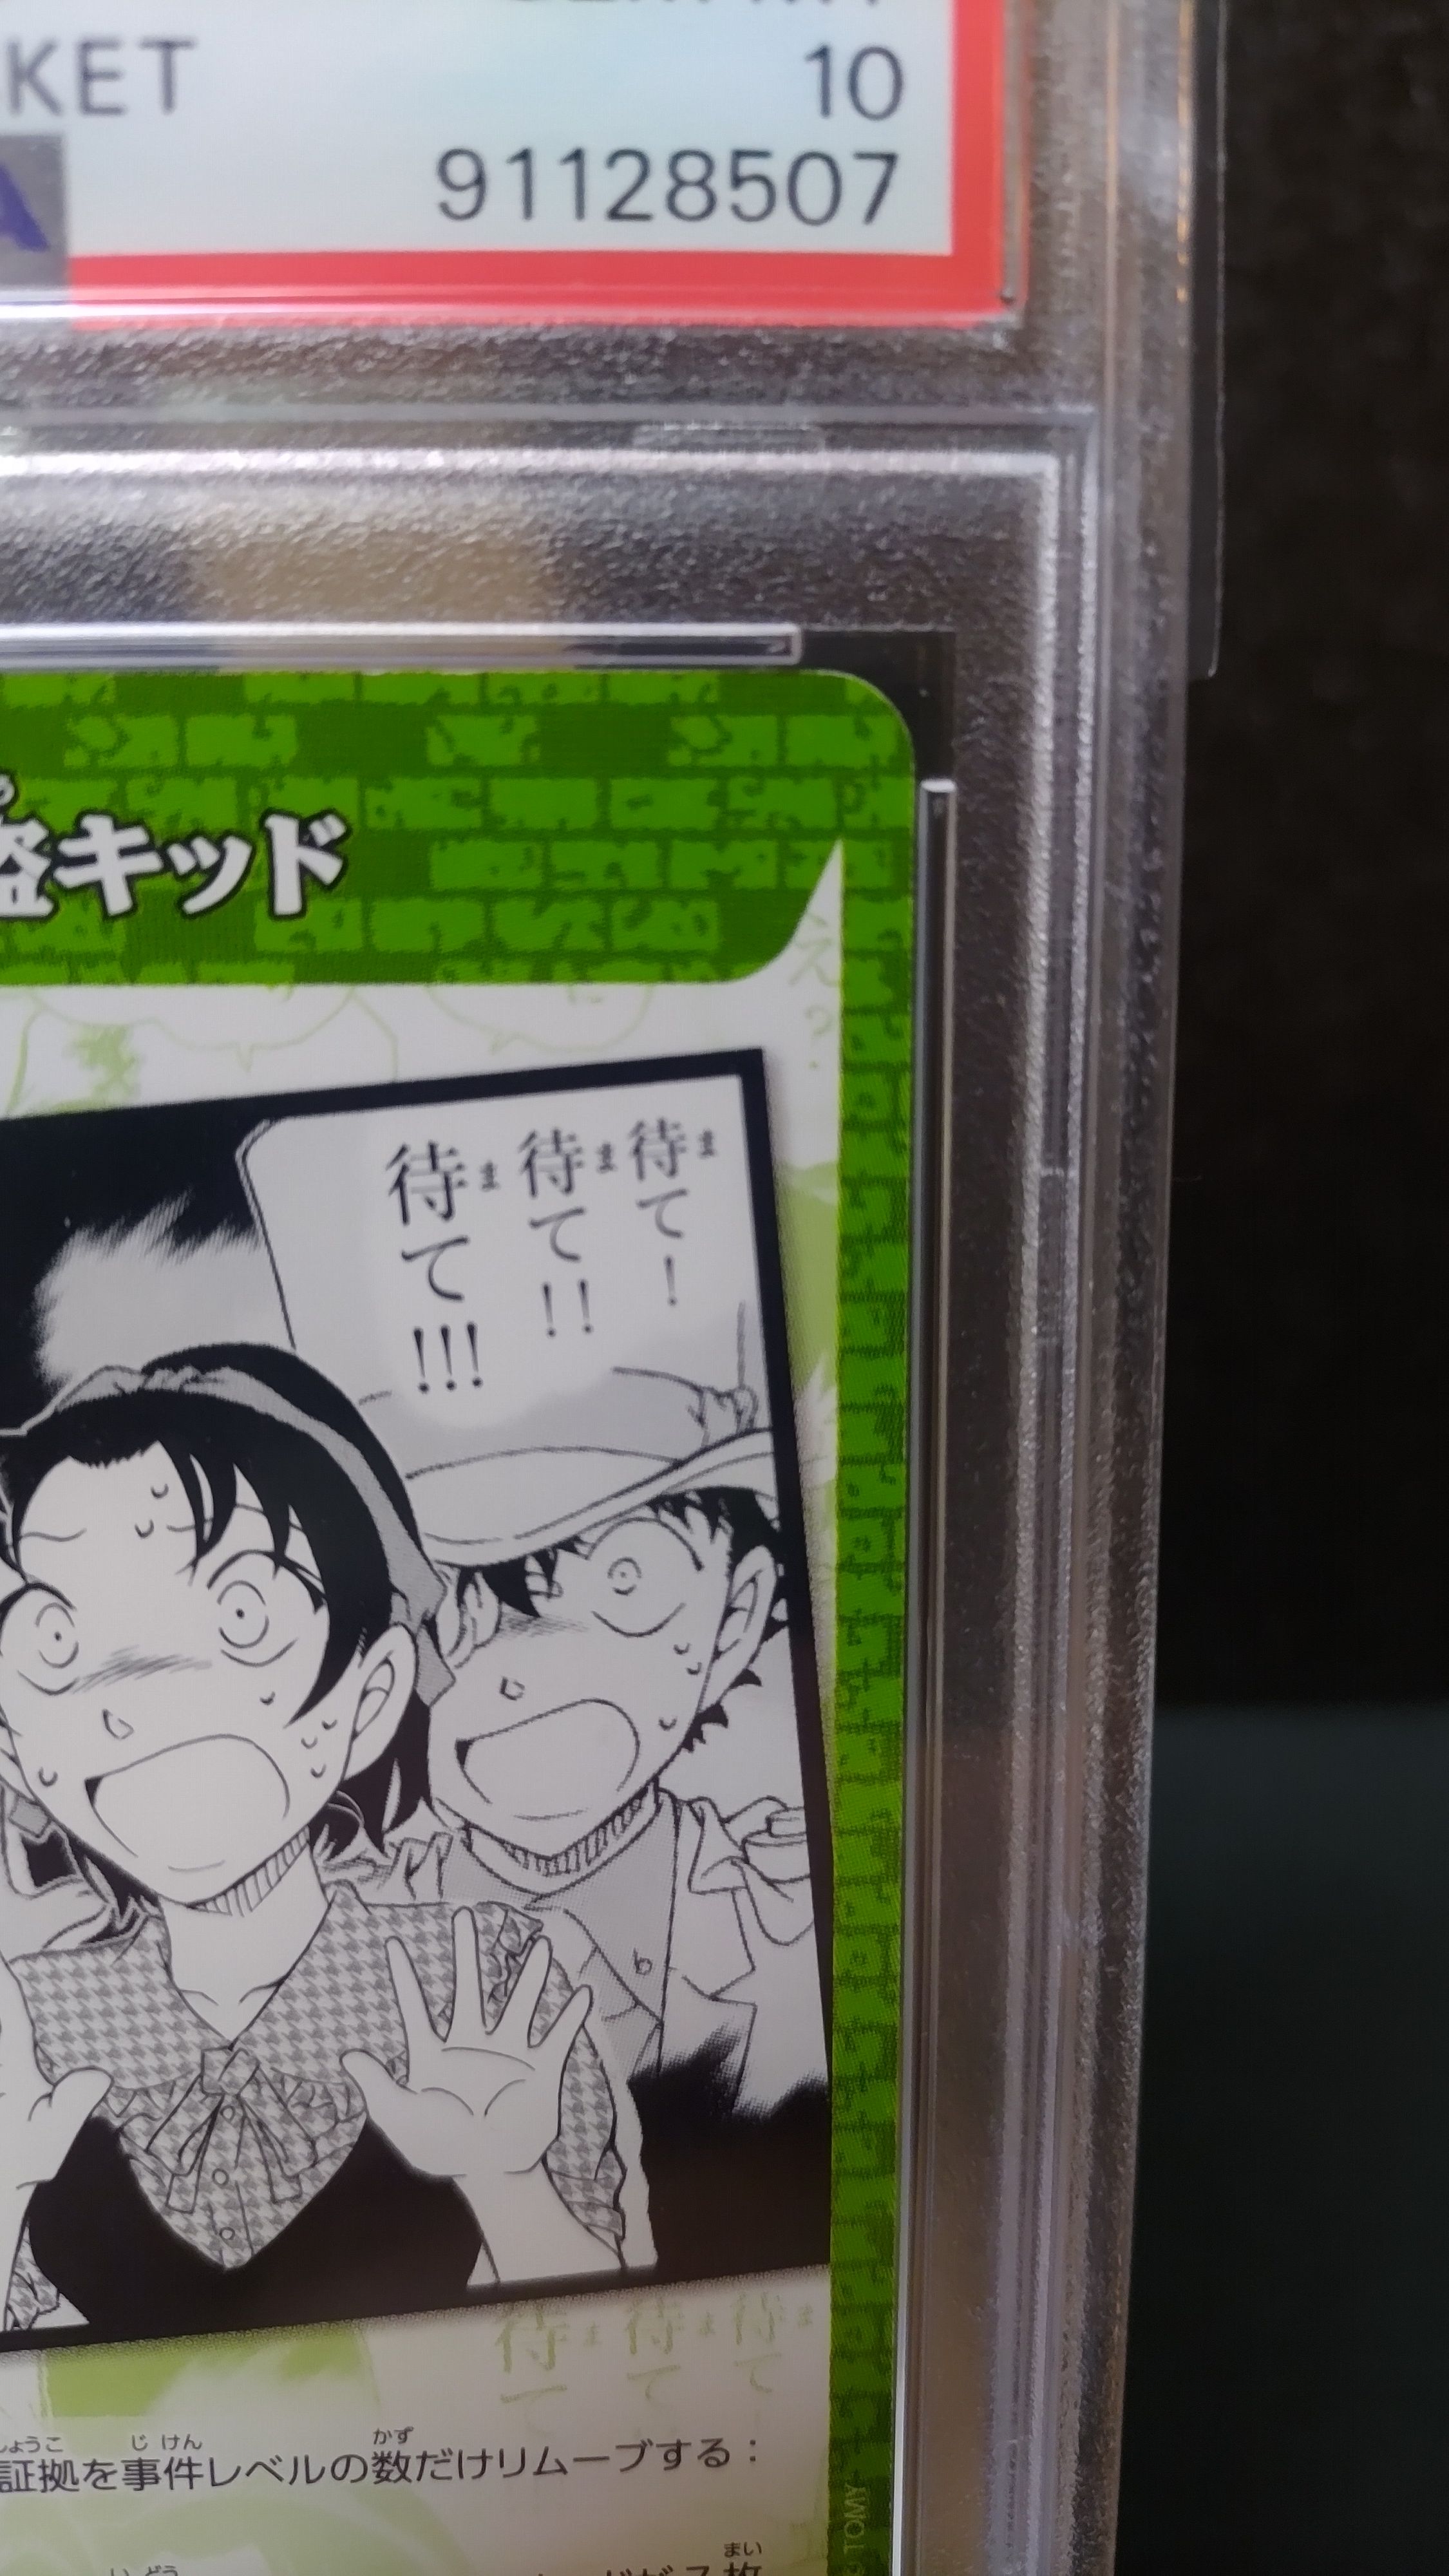 KET 10
91128507
盗キッド
え?
待て!
待て!!
待て!!!
待て
待て
待て
証拠を事件レベルの数だけリムーブする:
TOMY